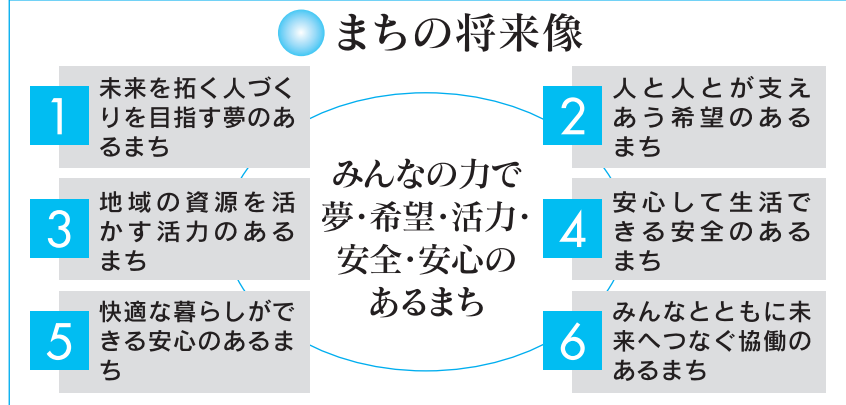 まちの将来像
1
未来を拓く人づく
りを目指す夢のあ
るまち
2
人と人とが支え
あう希望のある
まち
みんなの力で
夢・希望・活力・
安全・安心の
あるまち
3
地域の資源を活
かす活力のある
まち
4
安心して生活で
きる安全のある
まち
5
快適な暮らしがで
きる安心のあるま
ち
6
みんなとともに未
来へつなぐ協働の
あるまち